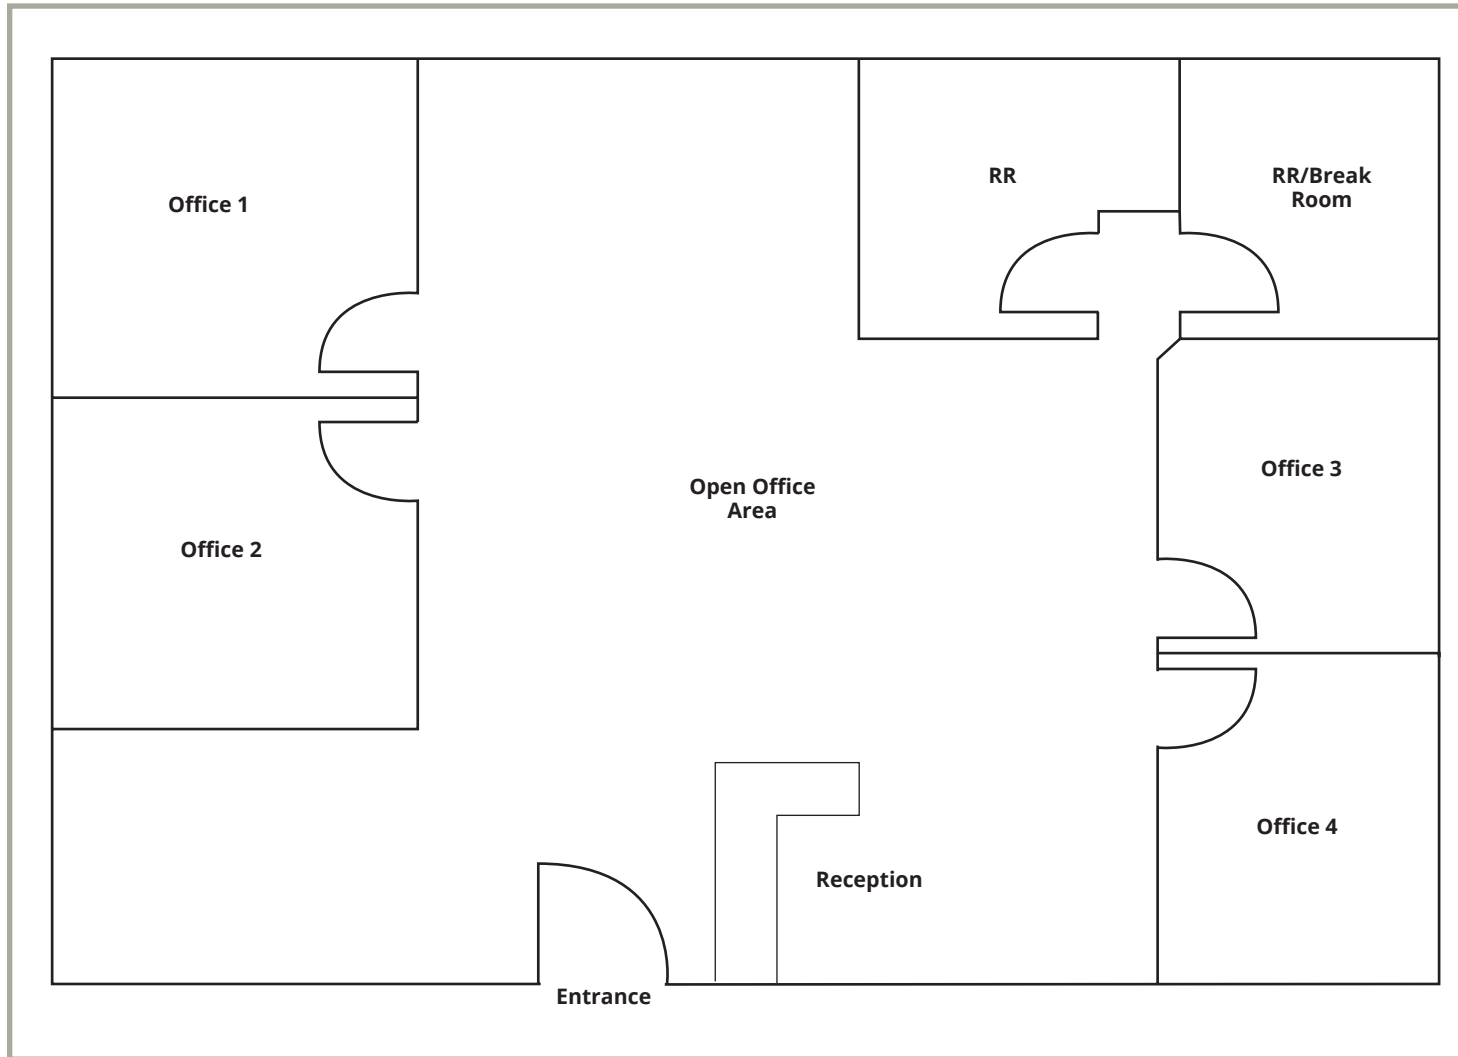 Office 1
RR
RR/Break
Room
Office 3
Open Office
Area
Office 2
Office 4
Reception
Entrance